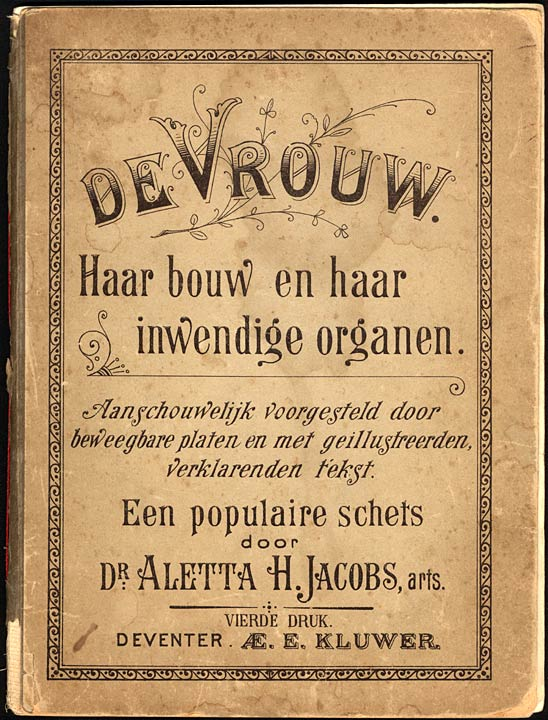 DE VROUW.
Haar bouw en haar
inwendige organen.
Aanschouwelijk voorgesteld door
beweegbare platen en met geillustreerden,
verklarenden tekst.
Een populaire schets
door
DR. ALETTA H. JACOBS, arts.
VIERDE DRUK.
DEVENTER. Æ. E. KLUWER.